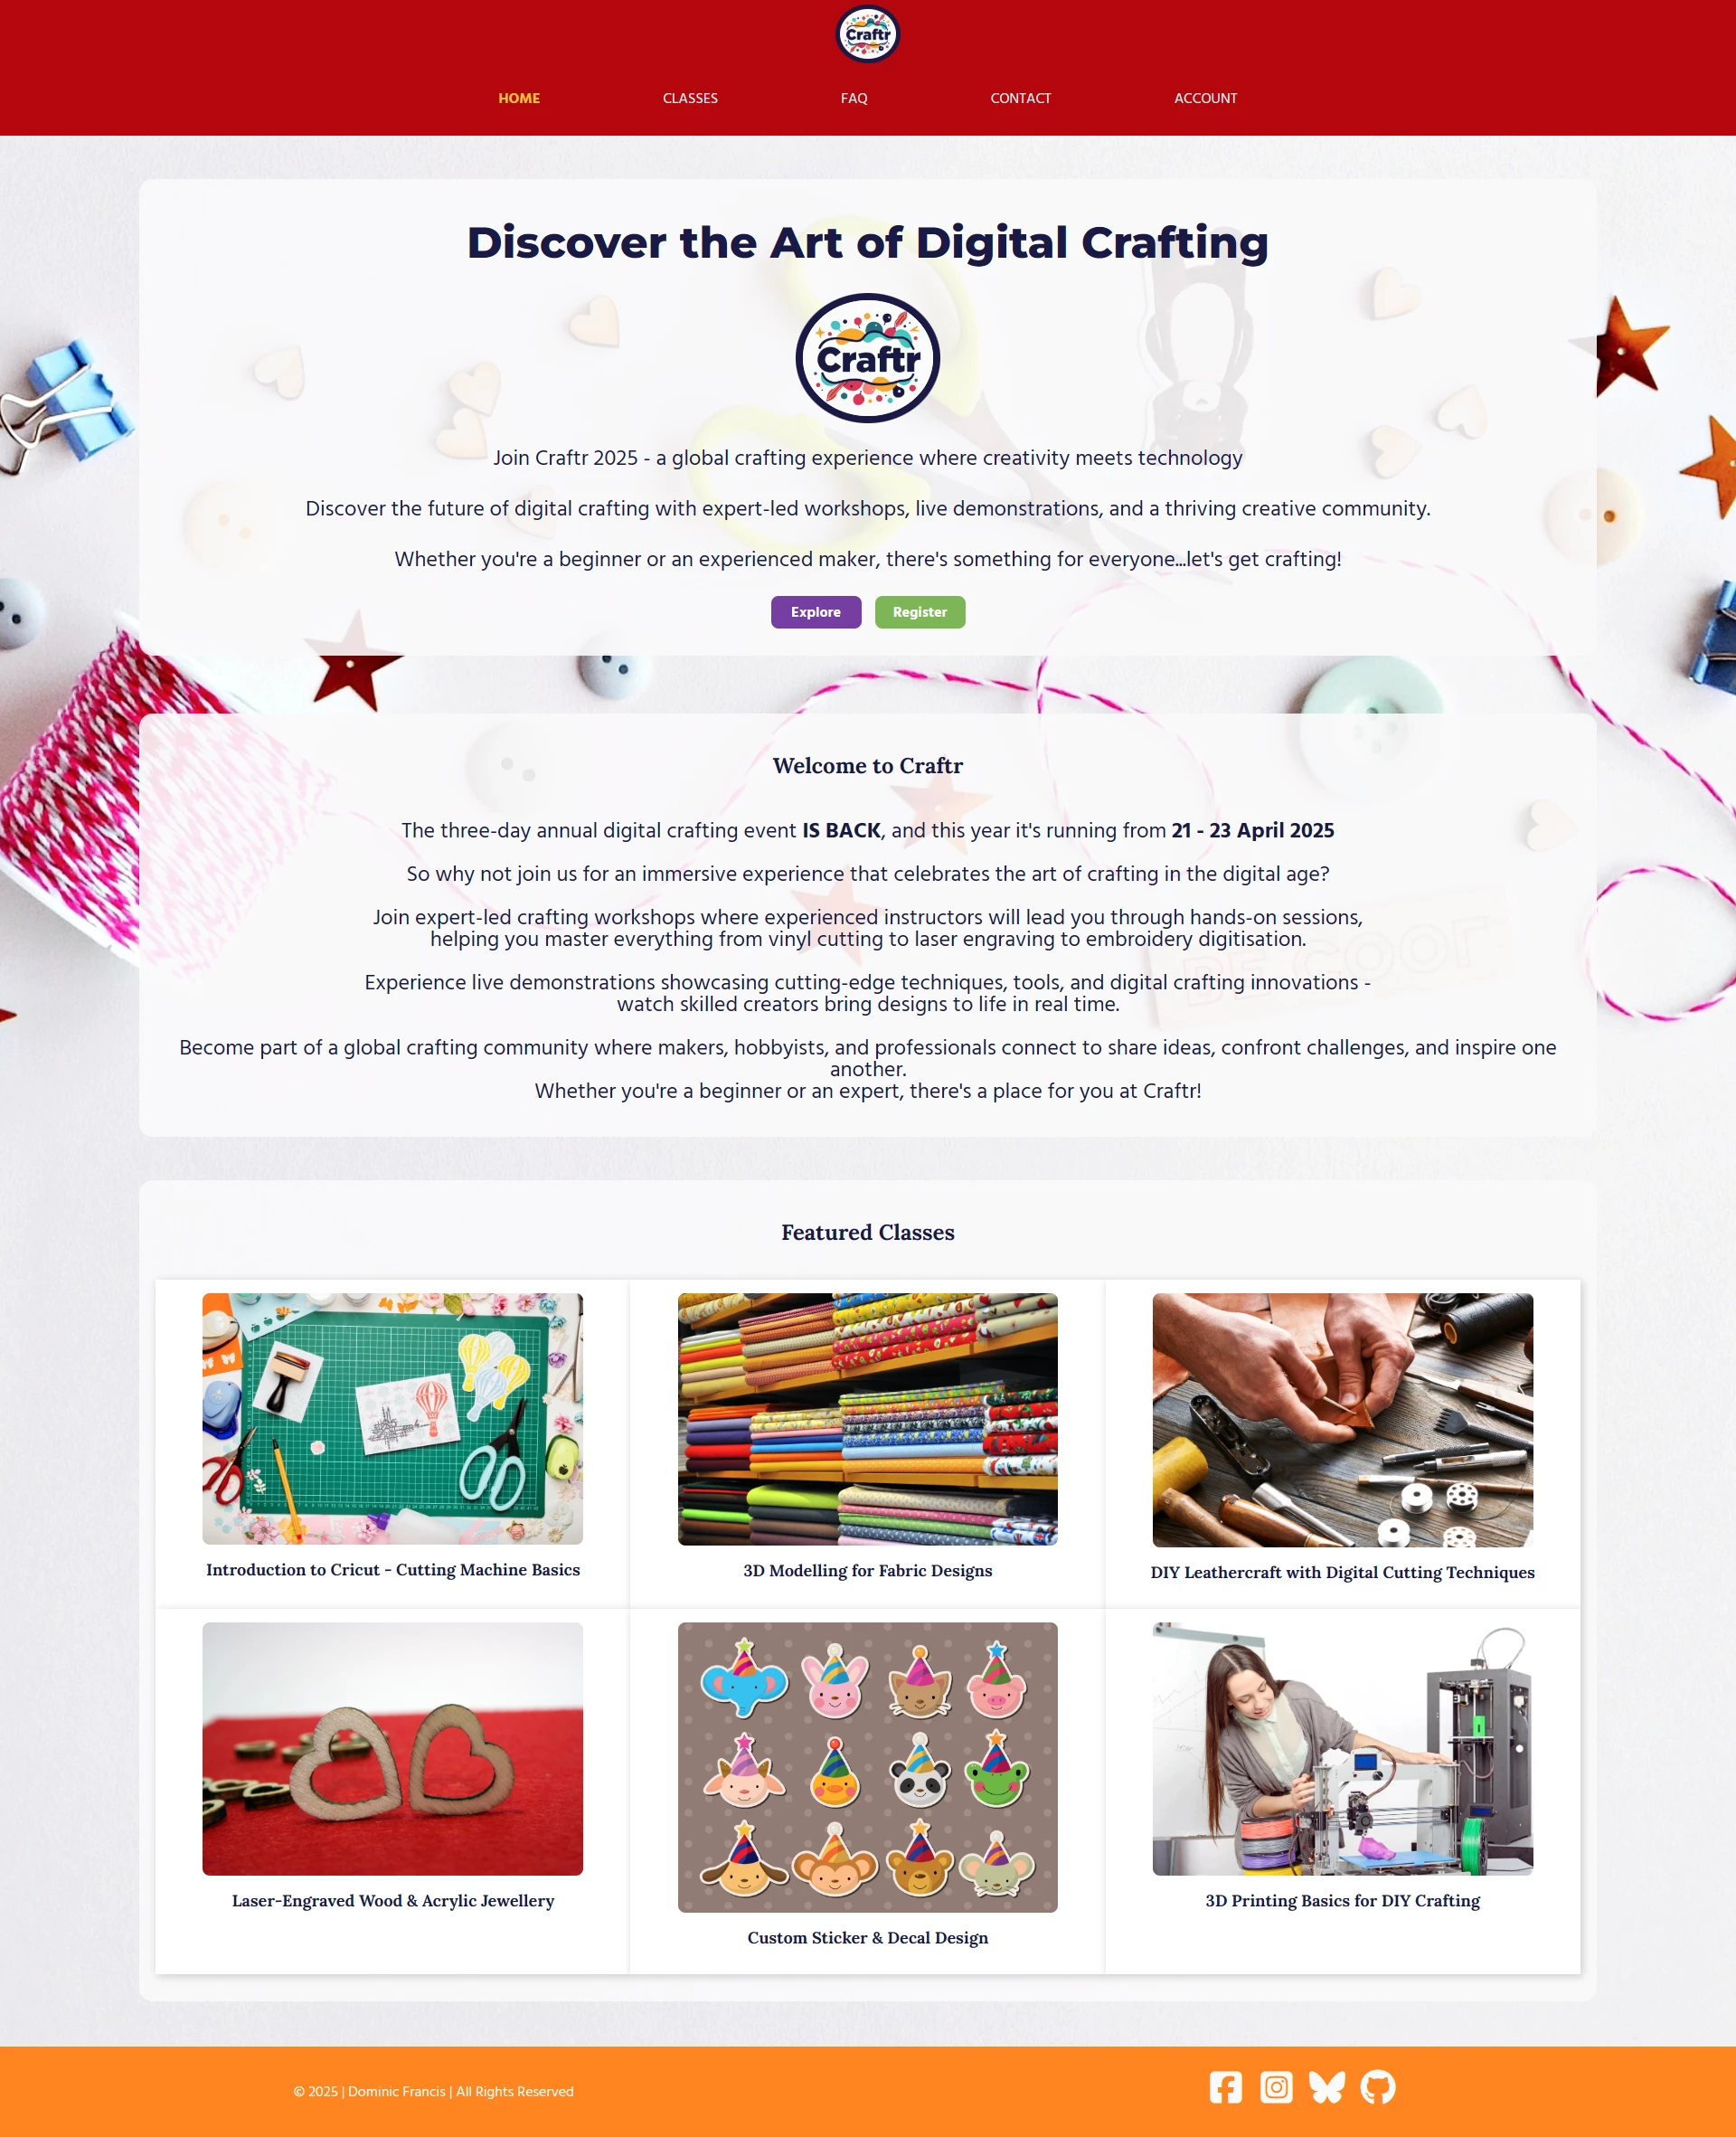 Craftr
HOME
CLASSES
FAQ
CONTACT
ACCOUNT
Discover the Art of Digital Crafting
Craftr
Join Craftr 2025 - a global crafting experience where creativity meets technology
Discover the future of digital crafting with expert-led workshops, live demonstrations, and a thriving creative community.
Whether you're a beginner or an experienced maker, there's something for everyone...let's get crafting!
Explore
Register
Welcome to Craftr
The three-day annual digital crafting event IS BACK, and this year it's running from 21 - 23 April 2025
So why not join us for an immersive experience that celebrates the art of crafting in the digital age?
Join expert-led crafting workshops where experienced instructors will lead you through hands-on sessions,
helping you master everything from vinyl cutting to laser engraving to embroidery digitisation.
Experience live demonstrations showcasing cutting-edge techniques, tools, and digital crafting innovations -
watch skilled creators bring designs to life in real time.
Become part of a global crafting community where makers, hobbyists, and professionals connect to share ideas, confront challenges, and inspire one
another.
Whether you're a beginner or an expert, there's a place for you at Craftr!
Featured Classes
Introduction to Cricut - Cutting Machine Basics
3D Modelling for Fabric Designs
DIY Leathercraft with Digital Cutting Techniques
Laser-Engraved Wood & Acrylic Jewellery
Custom Sticker & Decal Design
3D Printing Basics for DIY Crafting
© 2025 | Dominic Francis | All Rights Reserved